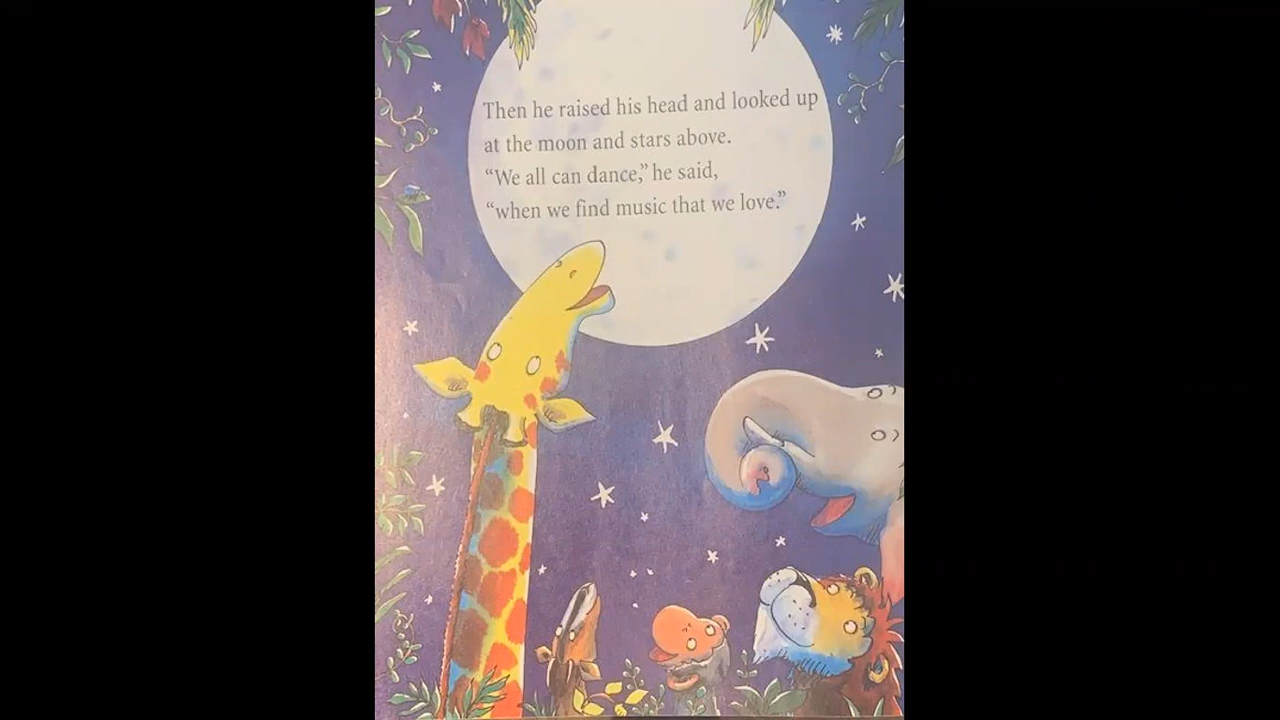 Then he raised his head and looked up
at the moon and stars above.
“We all can dance,” he said,
“when we find music that we love.”